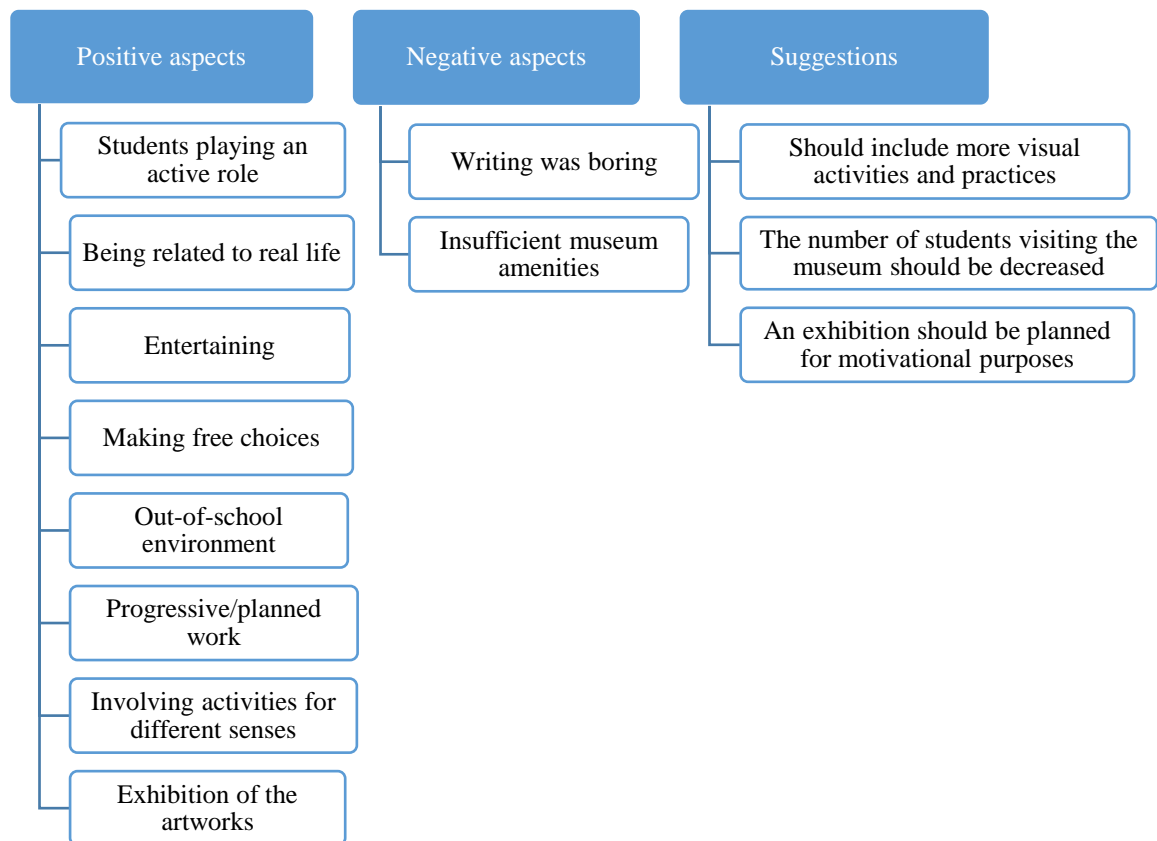 Positive aspects
Students playing an
active role
Being related to real life
Entertaining
Making free choices
Out-of-school
environment
Progressive/planned
work
Involving activities for
different senses
Exhibition of the
artworks
Negative aspects
Writing was boring
Insufficient museum
amenities
Suggestions
Should include more visual
activities and practices
The number of students visiting the
museum should be decreased
An exhibition should be planned
for motivational purposes